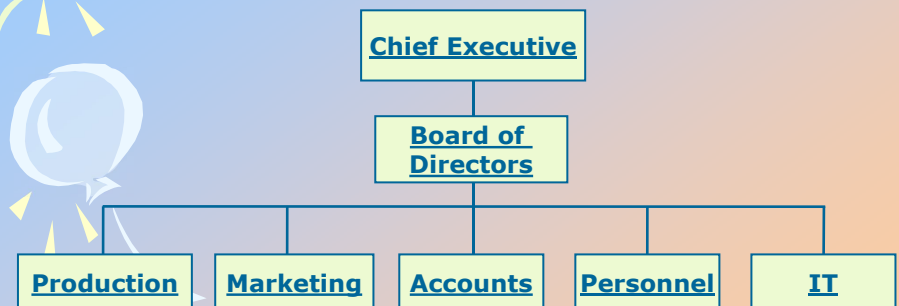 Chief Executive
Board of
Directors
Production
Marketing
Accounts
Personnel
IT